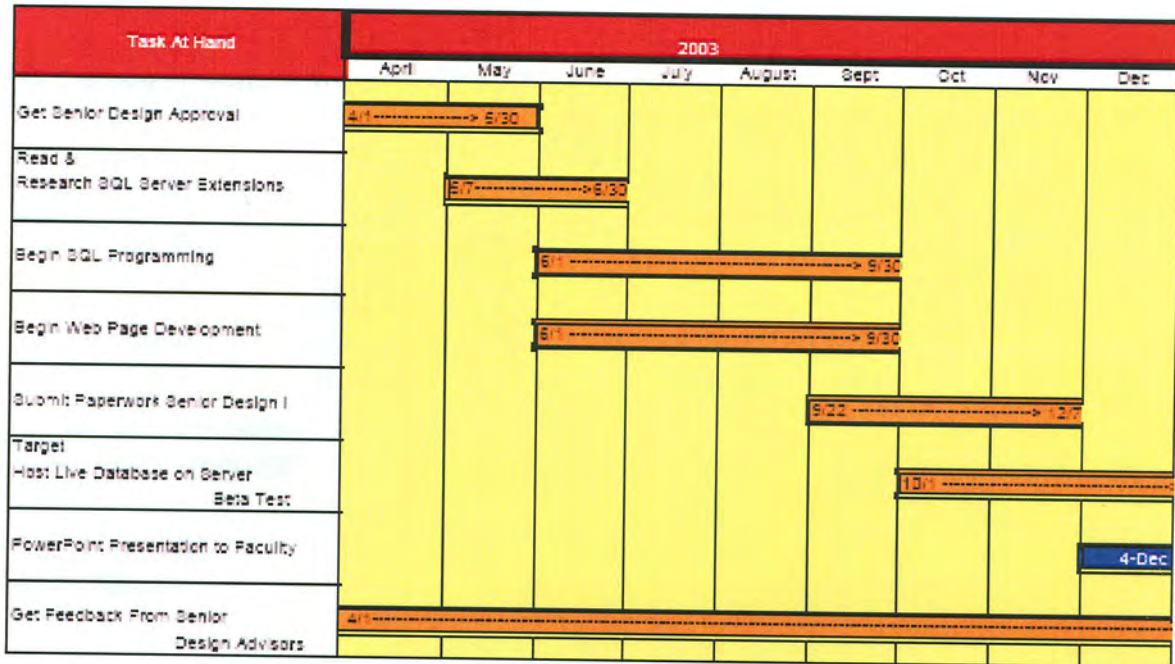 Task At Hand
2003
April May June July August Sept Oct Nov Dec
Get Senior Design Approval
4/1--------------> 5/30
Read &
Research SQL Server Extensions
5/7--------------->6/30
Begin SQL Programming
6/1 --------------------------------------> 9/30
Begin Web Page Development
6/1 --------------------------------------> 9/30
Submit Paperwork Senior Design I
9/22 -------------------------> 12/7
Target
Host Live Database on Server
Beta Test
10/1 ------------------------------>
PowerPoint Presentation to Faculty
4-Dec
Get Feedback From Senior
Design Advisors
4/1--------------------------------------------------------------------